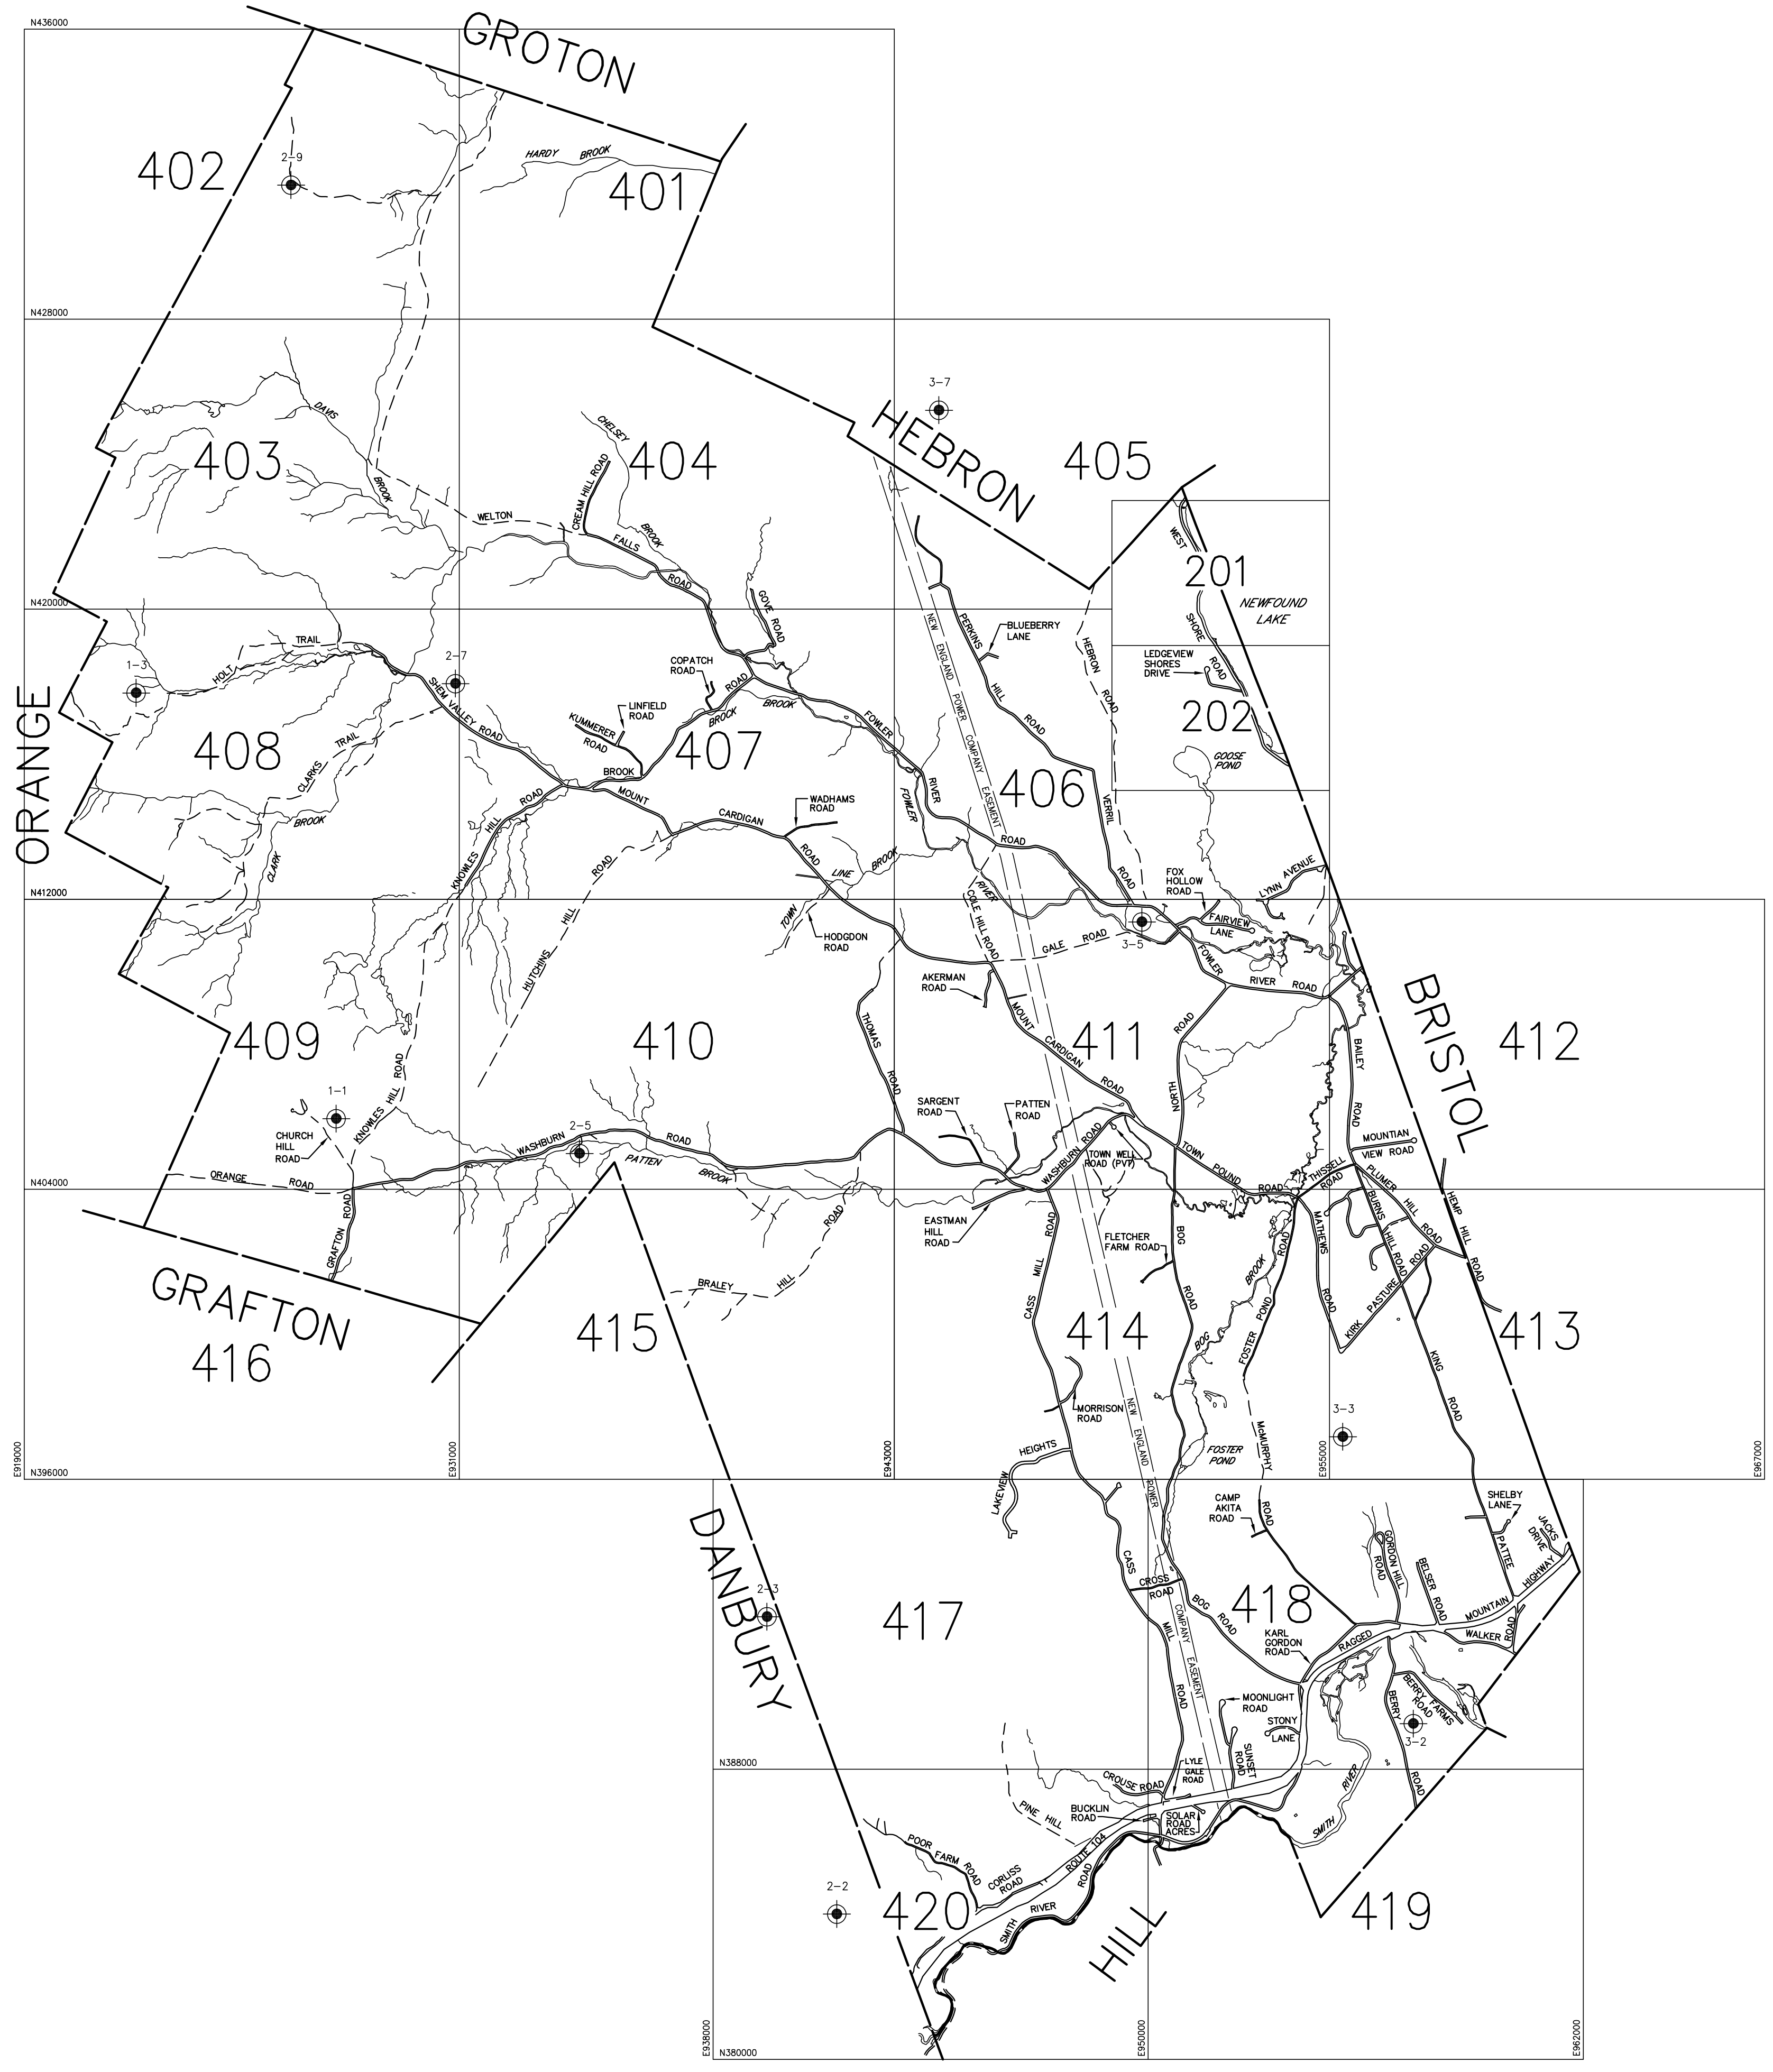 N436000
GROTON
402
2-9
HARDY BROOK
401
N428000
3-7
HEBRON
405
DAVIS
BROOK
403
CHELSEY
BROOK
404
CREAM HILL ROAD
WELTON
FALLS
ROAD
WEST
SHORE
ROAD
201
NEWFOUND
LAKE
N420000
GOVE ROAD
NEW ENGLAND POWER COMPANY EASEMENT
PERKINS
HILL
ROAD
BLUEBERRY
LANE
HEBRON
ROAD
LEDGEVIEW
SHORES
DRIVE
202
GOOSE
POND
HOLT
TRAIL
1-3
2-7
COPATCH
ROAD
SHEM VALLEY ROAD
LINFIELD
ROAD
KUMMERER
ROAD
BROCK
ROAD
BROOK
BROOK
407
FOWLER
RIVER
ROAD
FOWLER
RIVER
406
VERRIL
ROAD
ORANGE
408
CLARKS
TRAIL
CLARK
BROOK
MOUNT
CARDIGAN
ROAD
WADHAMS
ROAD
KNOWLES
HILL
ROAD
HUTCHINS
HILL
ROAD
TOWN
LINE
BROOK
HODGDON
ROAD
N412000
FOX
HOLLOW
ROAD
LYNN AVENUE
FAIRVIEW
LANE
COLE HILL ROAD
GALE ROAD
3-5
FOWLER
RIVER
ROAD
AKERMAN
ROAD
BRISTOL
409
410
411
412
THOMAS
ROAD
MOUNT
CARDIGAN
ROAD
NORTH
ROAD
BAILEY
ROAD
1-1
KNOWLES HILL ROAD
CHURCH
HILL
ROAD
2-5
WASHBURN
ROAD
PATTEN
BROOK
SARGENT
ROAD
PATTEN
ROAD
WASHBURN ROAD
TOWN WELL
ROAD (PVT)
TOWN
POUND
ROAD
MOUNTIAN
VIEW ROAD
THISSELL
ROAD
PLUMER
HILL
ROAD
ORANGE
ROAD
N404000
GRAFTON ROAD
EASTMAN
HILL
ROAD
FLETCHER
FARM ROAD
BOG
ROAD
MATHEWS
ROAD
BURNS
HILL ROAD
HEMP HILL ROAD
BRALEY
HILL
ROAD
CASS
MILL
ROAD
BOG
BROOK
FOSTER POND
ROAD
KIRK PASTURE ROAD
GRAFTON
416
415
414
413
KING
ROAD
MORRISON
ROAD
NEW ENGLAND POWER COMPANY EASEMENT
McMURPHY
ROAD
3-3
HEIGHTS
LAKEVIEW
FOSTER
POND
N396000
E919000
E931000
E943000
E955000
E967000
DANBURY
CAMP
AKITA
ROAD
SHELBY
LANE
JACKS
DRIVE
PATTEE
GORDON HILL
ROAD
BELSER
ROAD
2-3
417
CASS
MILL
ROAD
CROSS
ROAD
BOG
ROAD
418
KARL
GORDON
ROAD
RAGGED
MOUNTAIN
HIGHWAY
WALKER
ROAD
MOONLIGHT
ROAD
STONY
LANE
SUNSET
ROAD
BERRY
ROAD
BERRY FARMS
ROAD
3-2
N388000
CROUSE ROAD
LYLE
GALE
ROAD
BUCKLIN
ROAD
SOLAR
ROAD
ACRES
PINE HILL
ROUTE 104
SMITH
RIVER
POOR
FARM ROAD
CORLISS
ROAD
2-2
420
SMITH
RIVER
ROAD
HILL
419
E938000
N380000
E950000
E962000